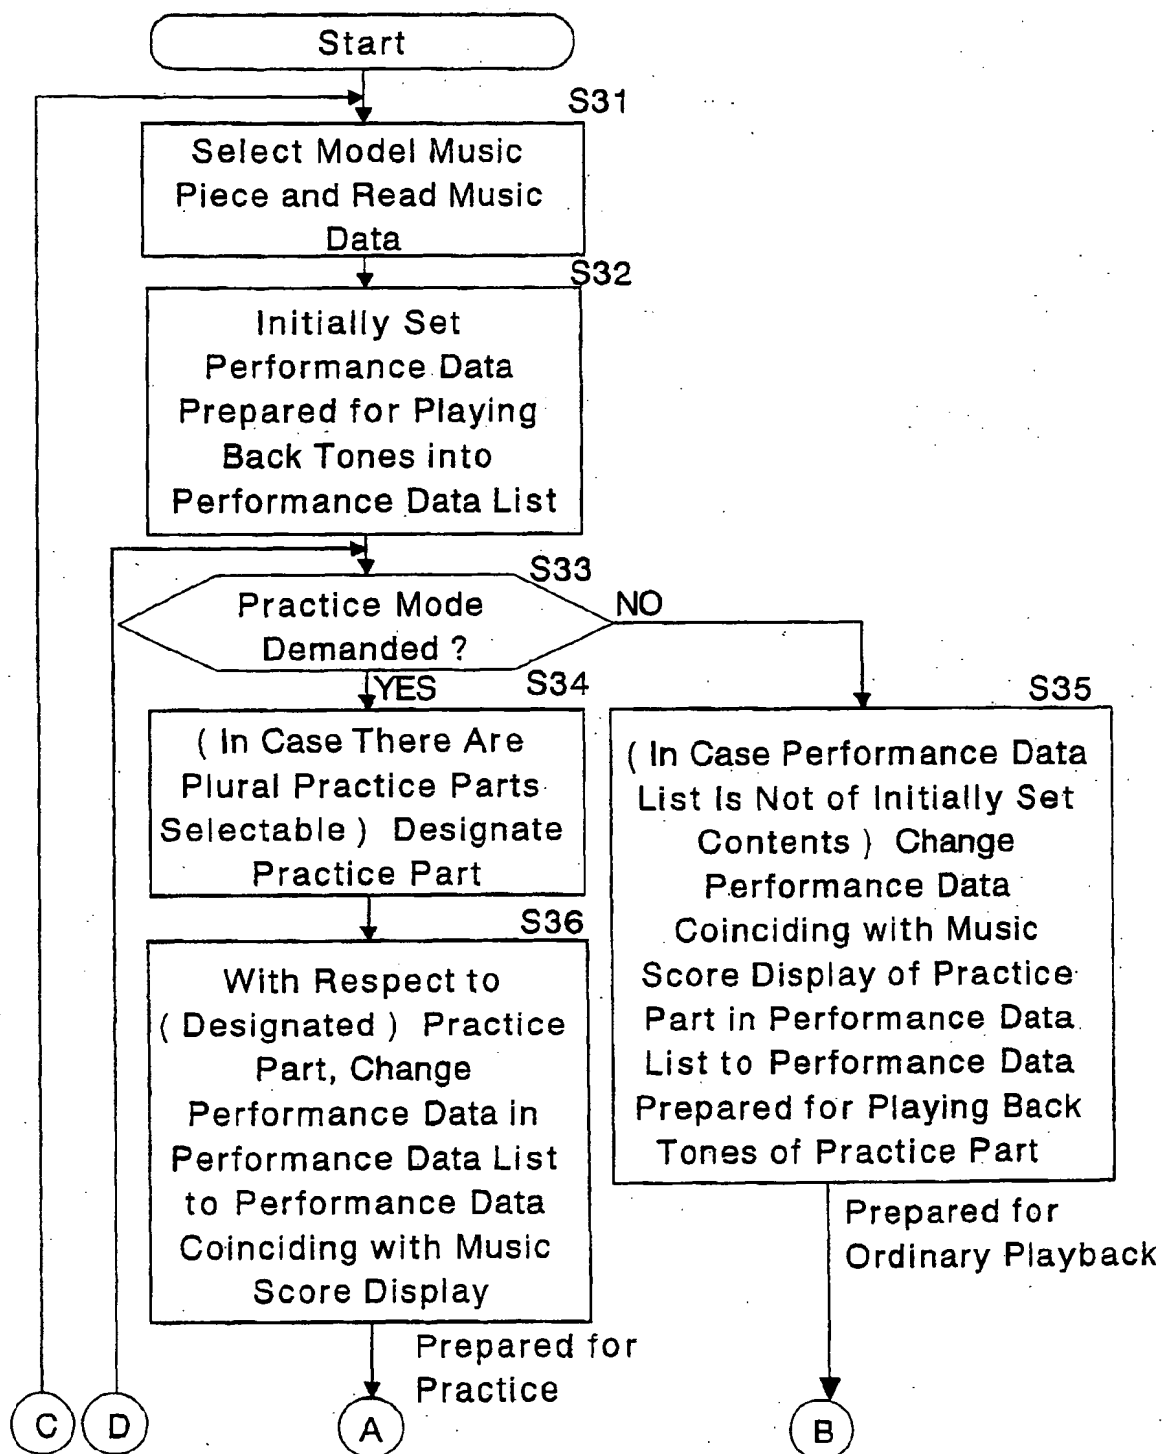 Start
S31
Select Model Music
Piece and Read Music
Data
S32
Initially Set
Performance Data
Prepared for Playing
Back Tones into
Performance Data List
S33
Practice Mode
Demanded ?
NO
YES
S34
( In Case There Are
Plural Practice Parts
Selectable ) Designate
Practice Part
S35
( In Case Performance Data
List Is Not of Initially Set
Contents ) Change
Performance Data
Coinciding with Music
Score Display of Practice
Part in Performance Data
List to Performance Data
Prepared for Playing Back
Tones of Practice Part
S36
With Respect to
( Designated ) Practice
Part, Change
Performance Data in
Performance Data List
to Performance Data
Coinciding with Music
Score Display
Prepared for
Ordinary Playback
Prepared for
Practice
C
D
A
B